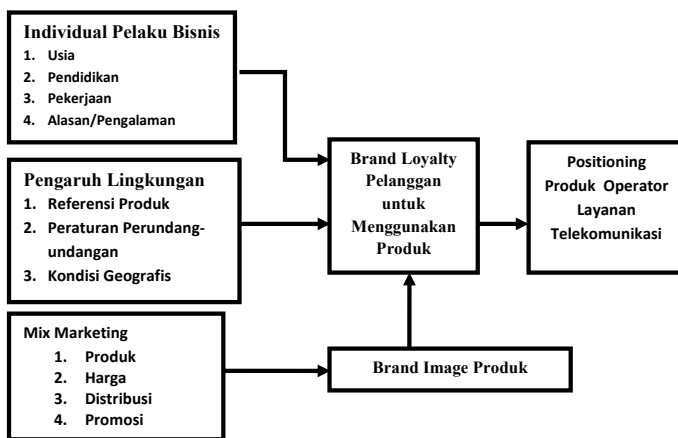 Individual Pelaku Bisnis
1. Usia
2. Pendidikan
3. Pekerjaan
4. Alasan/Pengalaman
Pengaruh Lingkungan
1. Referensi Produk
2. Peraturan Perundang-
undangan
3. Kondisi Geografis
Mix Marketing
1. Produk
2. Harga
3. Distribusi
4. Promosi
Brand Loyalty
Pelanggan
untuk
Menggunakan
Produk
Brand Image Produk
Positioning
Produk Operator
Layanan
Telekomunikasi